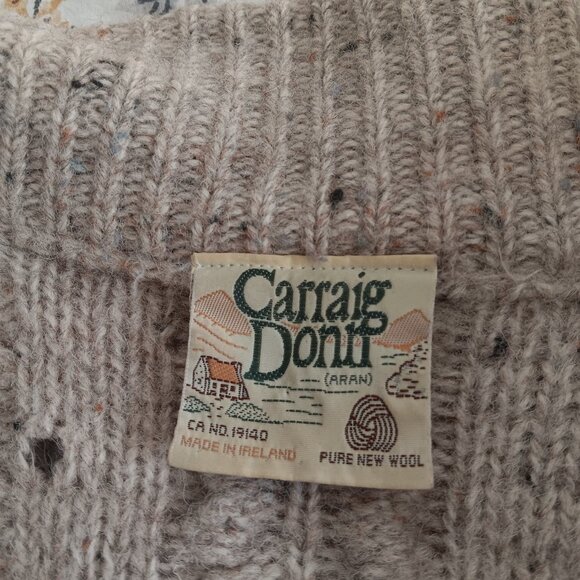 Carraig
Donn
(ARAN)
CA NO. 19140
MADE IN IRELAND
PURE NEW WOOL